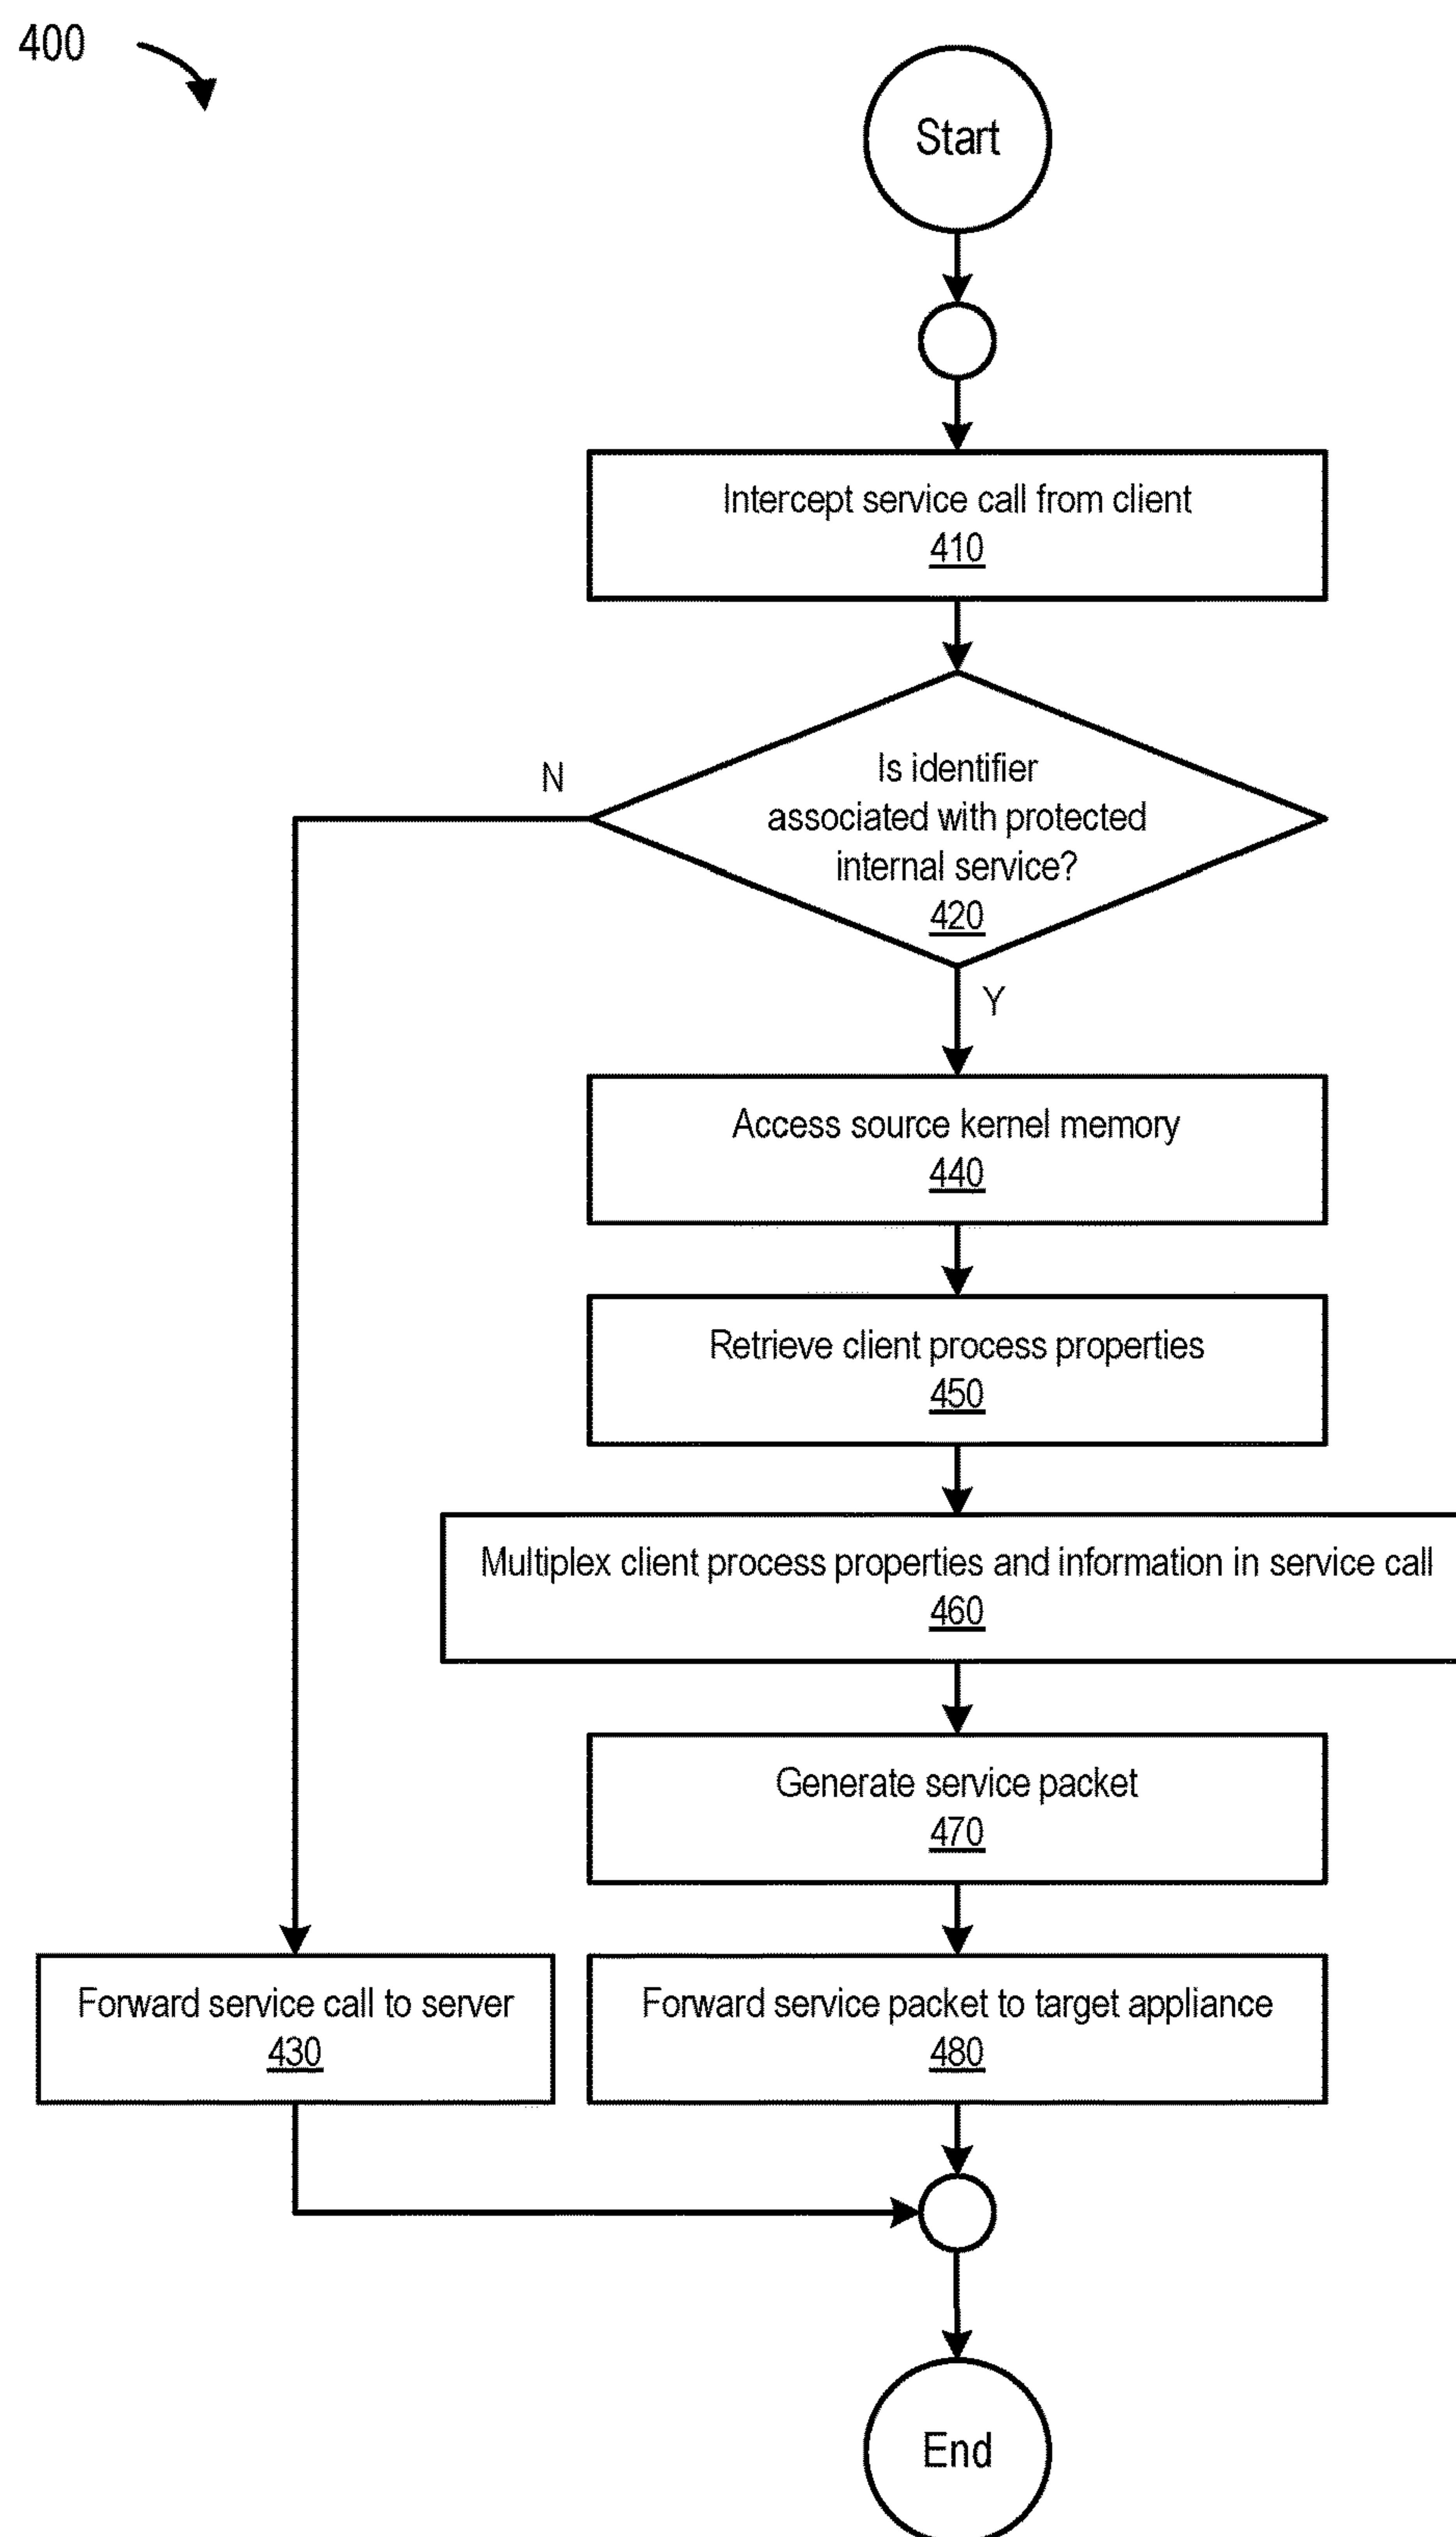 400
Start
Intercept service call from client
410
Is identifier
associated with protected
internal service?
420
N
Y
Access source kernel memory
440
Retrieve client process properties
450
Multiplex client process properties and information in service call
460
Generate service packet
470
Forward service call to server
430
Forward service packet to target appliance
480
End